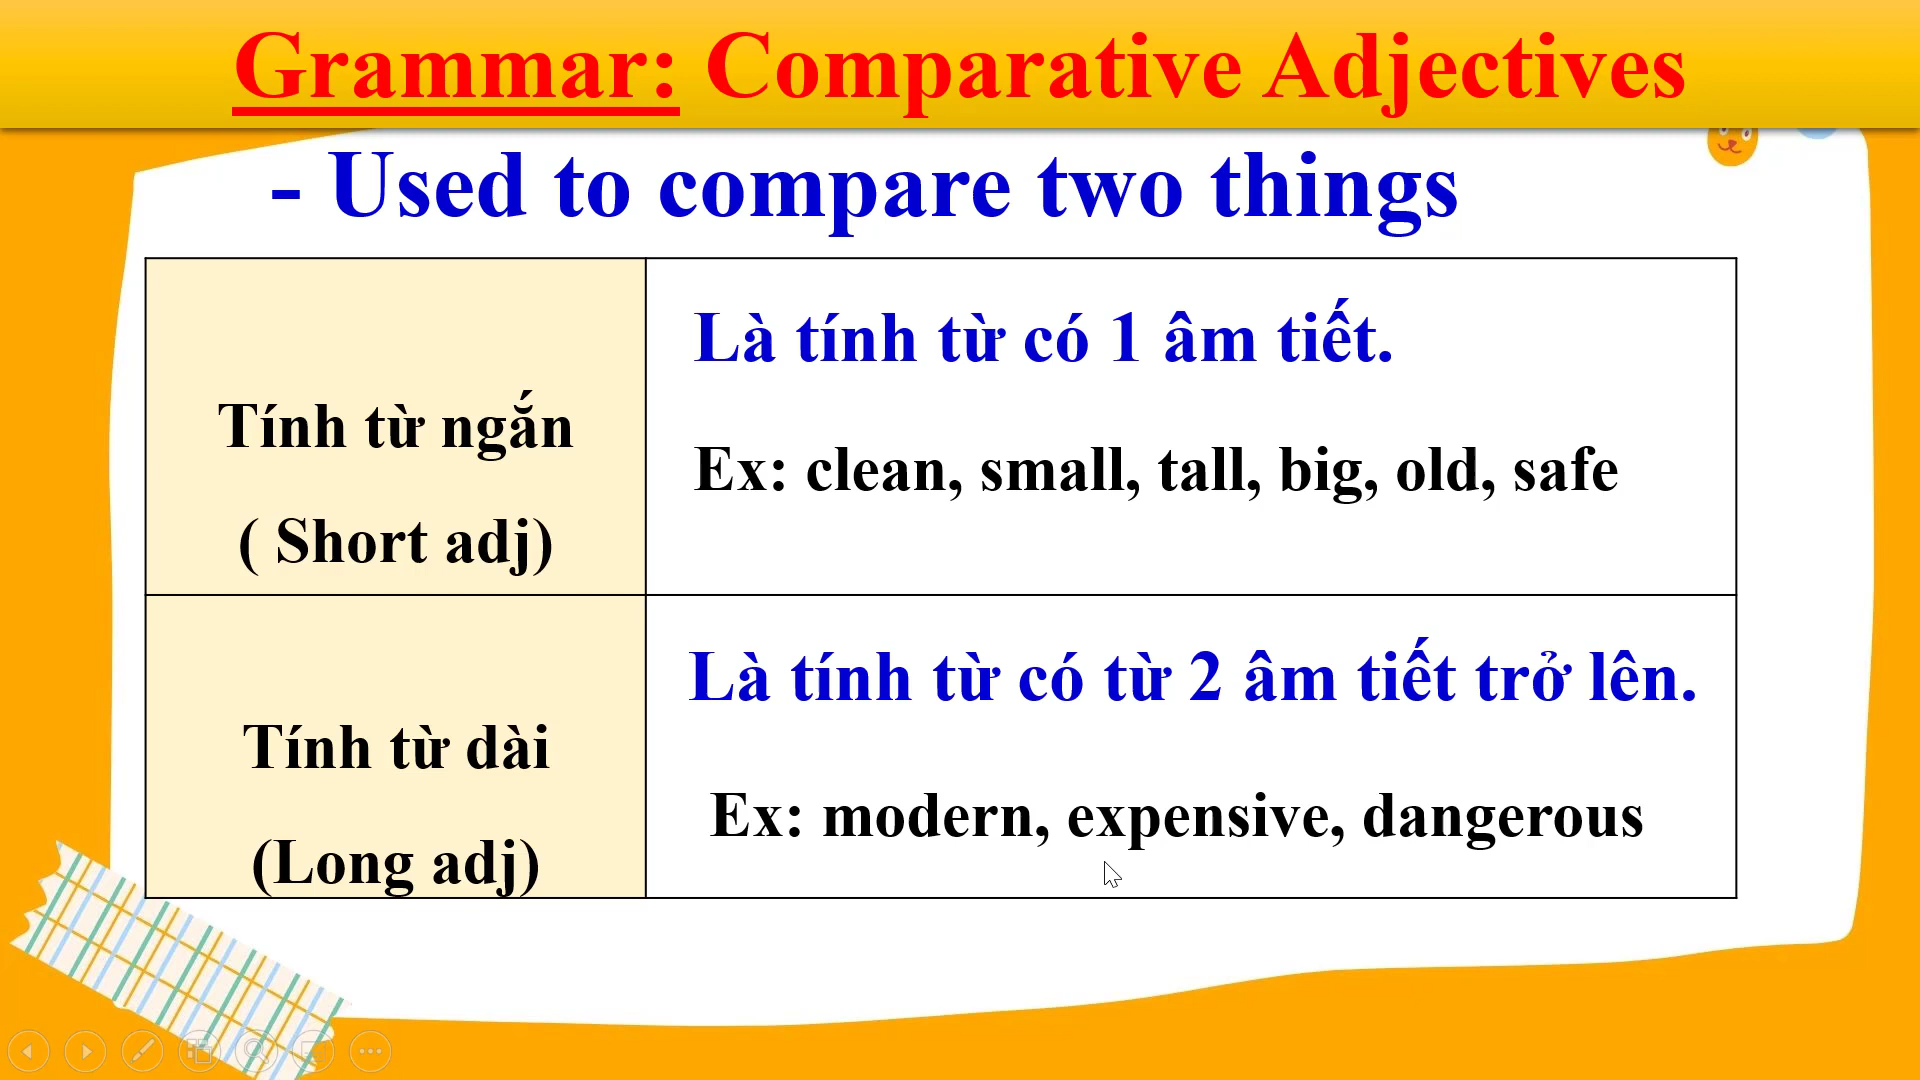 Grammar: Comparative Adjectives
- Used to compare two things
Tính từ ngắn
( Short adj)
Là tính từ có 1 âm tiết.
Ex: clean, small, tall, big, old, safe
Tính từ dài
(Long adj)
Là tính từ có từ 2 âm tiết trở lên.
Ex: modern, expensive, dangerous